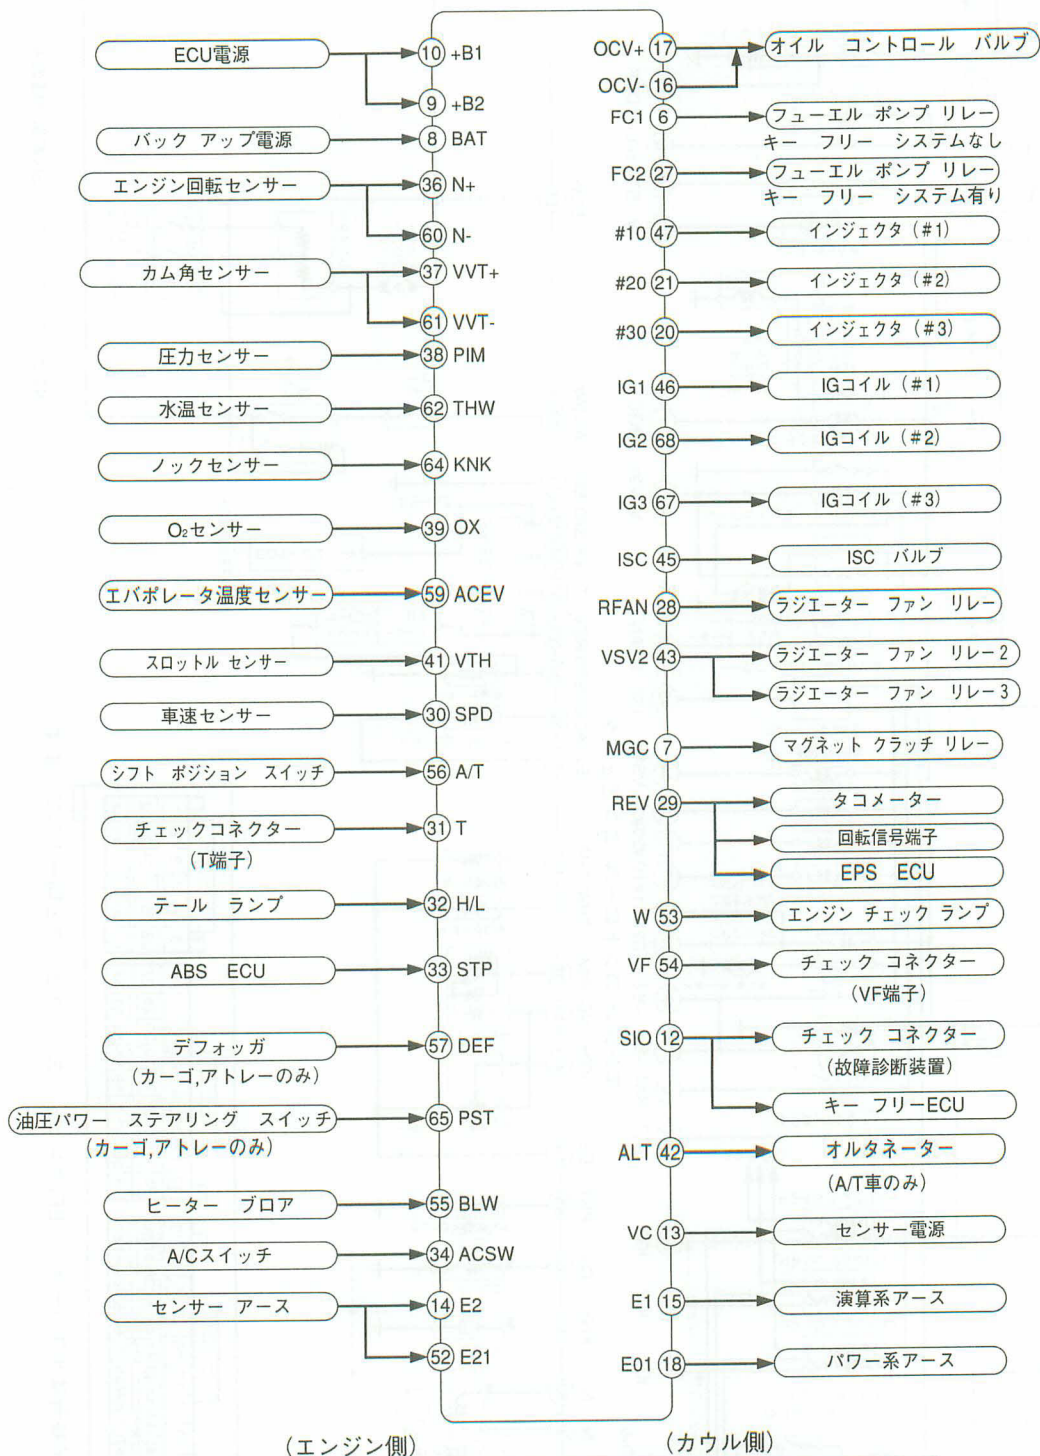 ECU電源 10 +B1
9 +B2
バック アップ電源 8 BAT
エンジン回転センサー 36 N+
60 N-
カム角センサー 37 VVT+
61 VVT-
圧力センサー 38 PIM
水温センサー 62 THW
ノックセンサー 64 KNK
O₂センサー 39 OX
エバポレータ温度センサー 59 ACEV
スロットル センサー 41 VTH
車速センサー 30 SPD
シフト ポジション スイッチ 56 A/T
チェックコネクター 31 T
(T端子)
テール ランプ 32 H/L
ABS ECU 33 STP
デフォッガ 57 DEF
(カーゴ,アトレーのみ)
油圧パワー ステアリング スイッチ 65 PST
(カーゴ,アトレーのみ)
ヒーター ブロア 55 BLW
A/Cスイッチ 34 ACSW
センサー アース 14 E2
52 E21
(エンジン側)
OCV+ 17 オイル コントロール バルブ
OCV- 16
FC1 6 フューエル ポンプ リレー
キー フリー システムなし
FC2 27 フューエル ポンプ リレー
キー フリー システム有り
#10 47 インジェクタ(#1)
#20 21 インジェクタ(#2)
#30 20 インジェクタ(#3)
IG1 46 IGコイル(#1)
IG2 68 IGコイル(#2)
IG3 67 IGコイル(#3)
ISC 45 ISC バルブ
RFAN 28 ラジエーター ファン リレー
VSV2 43 ラジエーター ファン リレー2
ラジエーター ファン リレー3
MGC 7 マグネット クラッチ リレー
REV 29 タコメーター
回転信号端子
EPS ECU
W 53 エンジン チェック ランプ
VF 54 チェック コネクター
(VF端子)
SIO 12 チェック コネクター
(故障診断装置)
キー フリーECU
ALT 42 オルタネーター
(A/T車のみ)
VC 13 センサー電源
E1 15 演算系アース
E01 18 パワー系アース
(カウル側)